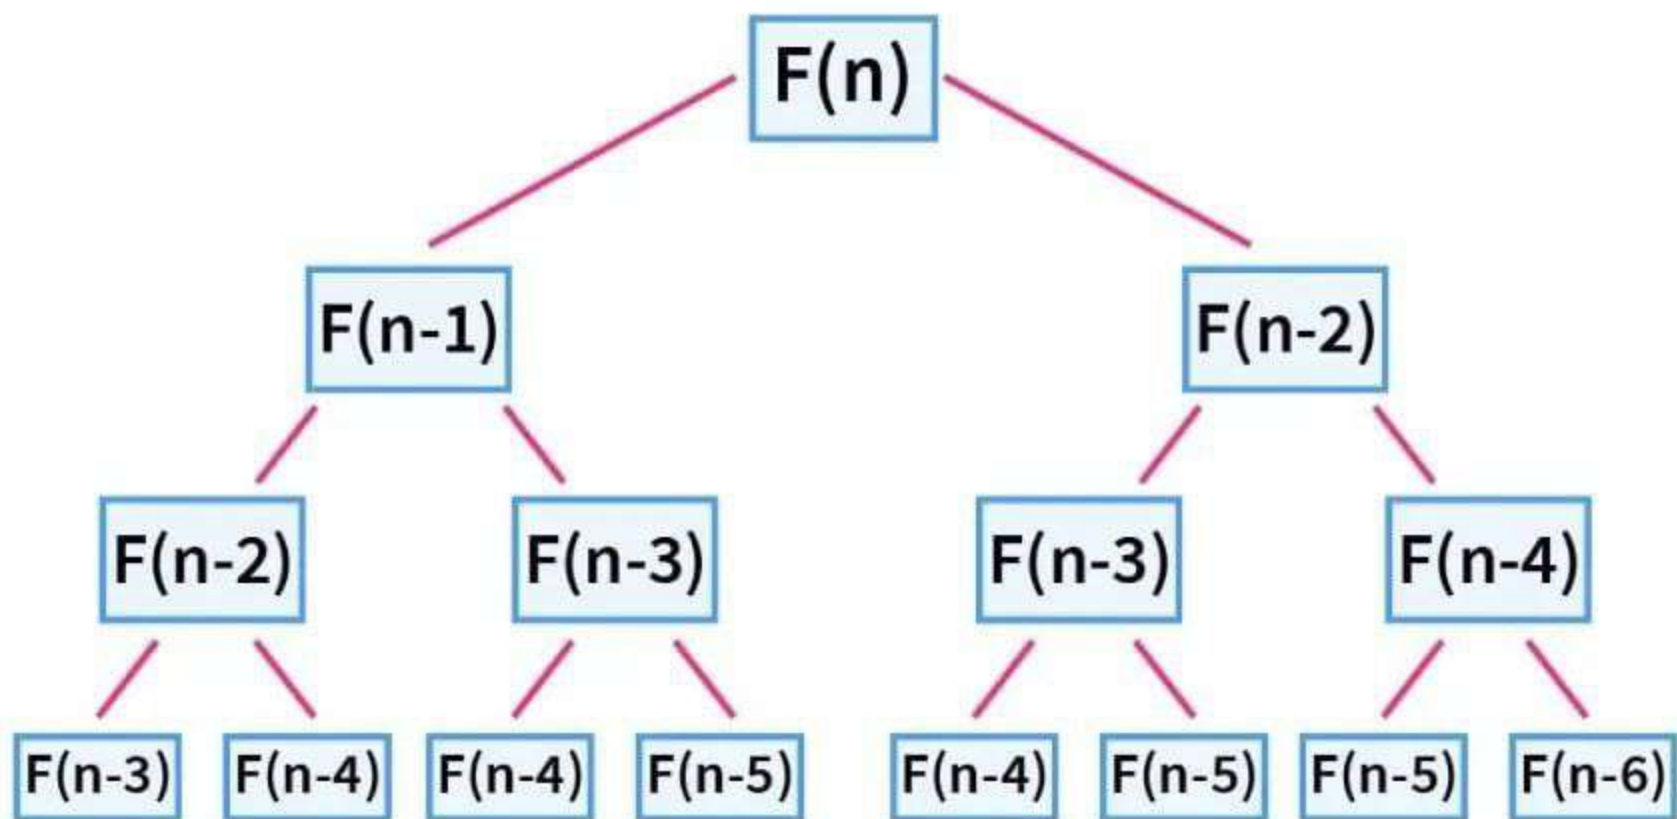 F(n)
F(n-1) F(n-2)
F(n-2) F(n-3) F(n-3) F(n-4)
F(n-3) F(n-4) F(n-4) F(n-5) F(n-4) F(n-5) F(n-5) F(n-6)